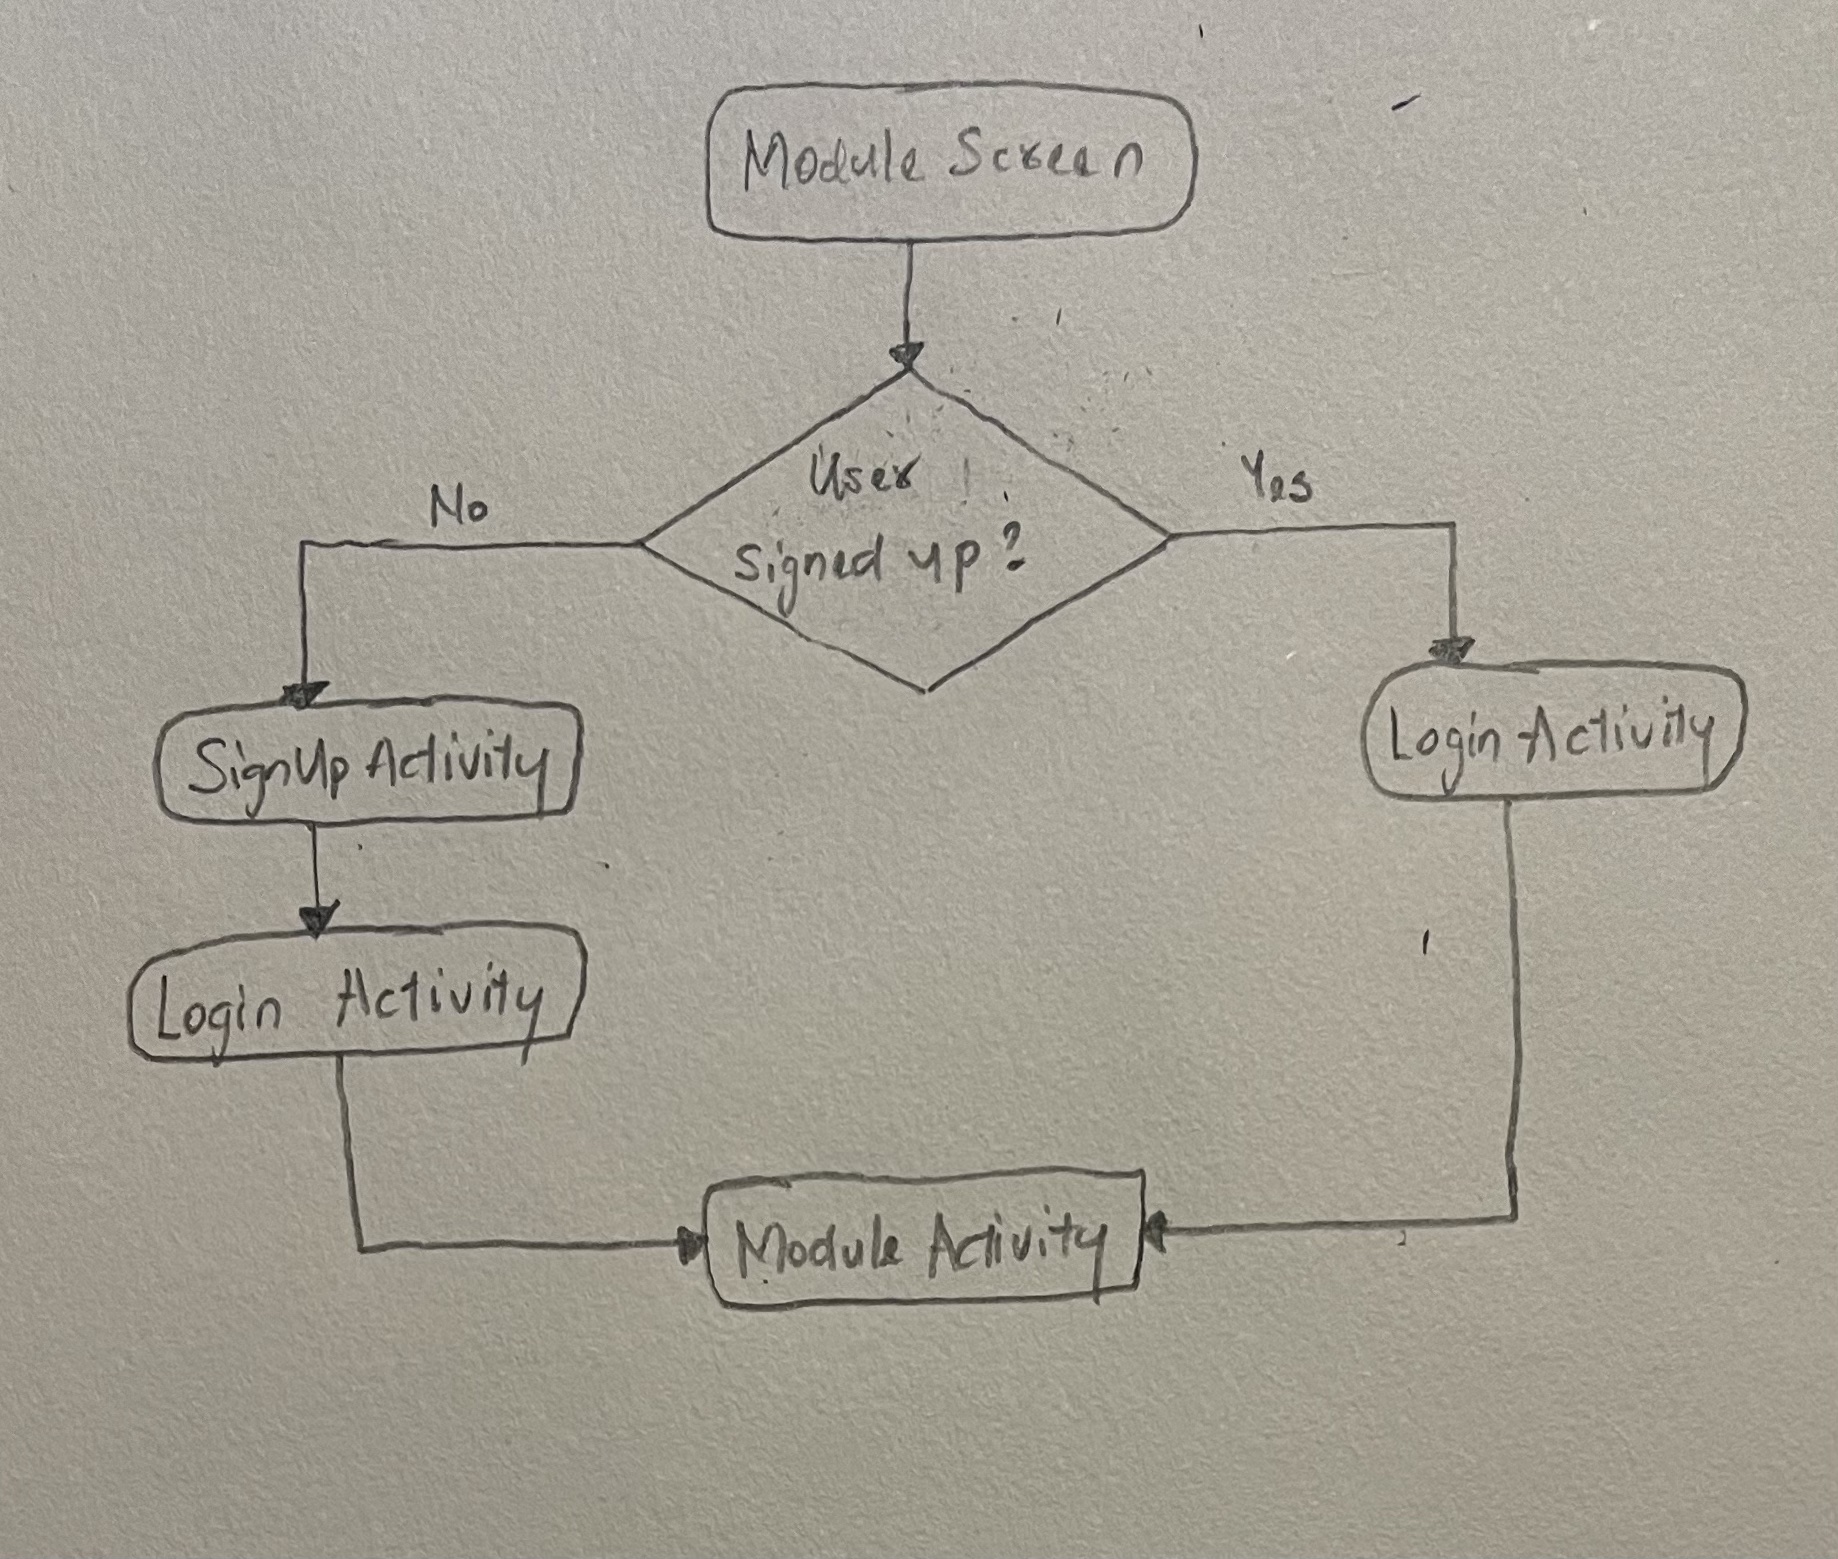 Module Screen
User
signed up?
No
Yes
SignUp Activity
Login Activity
Login Activity
Module Activity